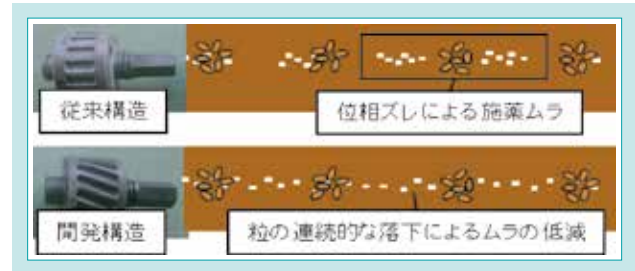 従来構造
位相ズレによる施薬ムラ
開発構造
粒の連続的な落下によるムラの低減